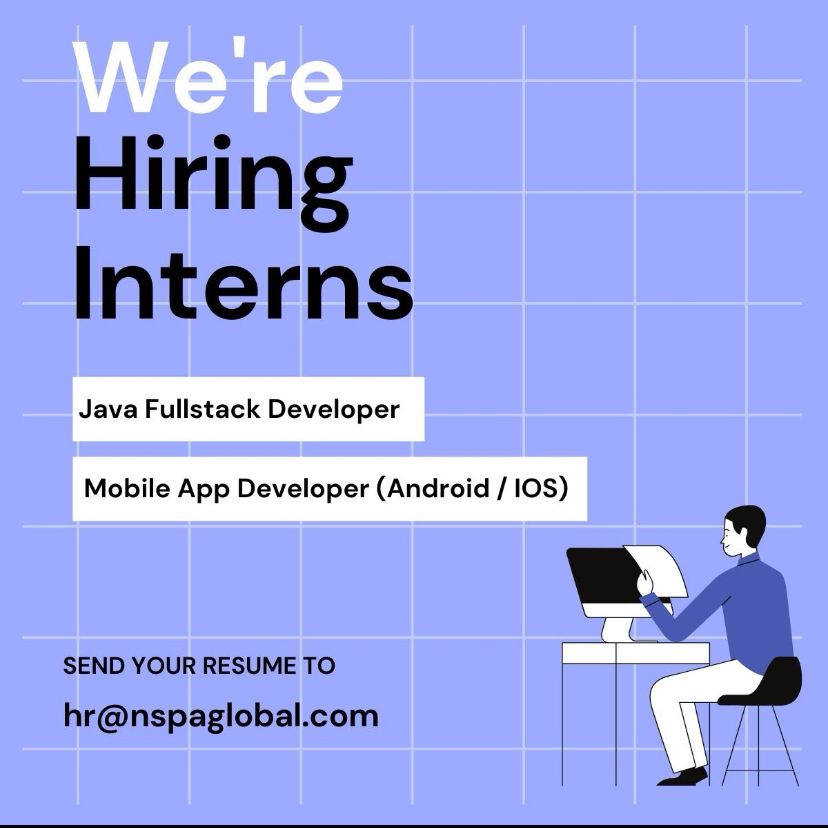 We're
Hiring
Interns
Java Fullstack Developer
Mobile App Developer (Android / IOS)
SEND YOUR RESUME TO
hr@nspaglobal.com